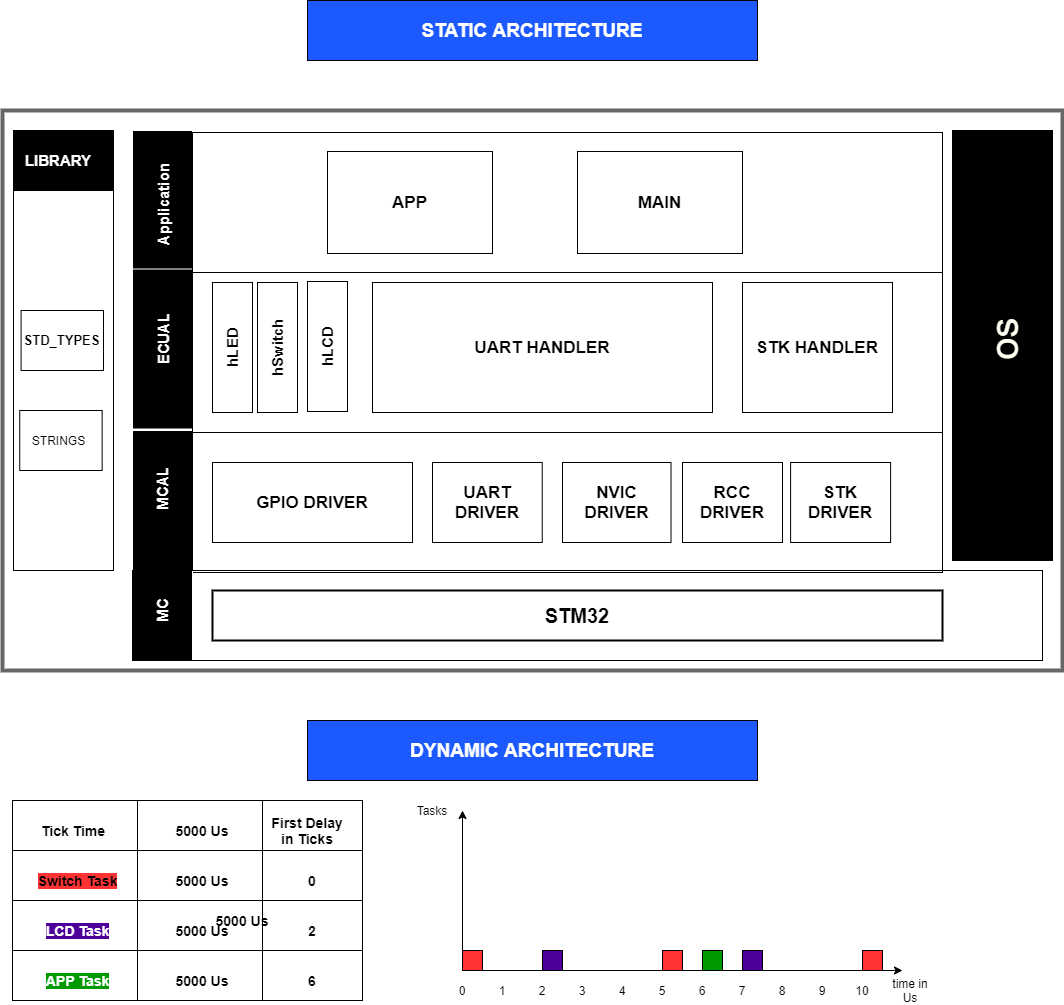 STATIC ARCHITECTURE
LIBRARY
STD_TYPES
STRINGS
Application
APP
MAIN
ECUAL
hLED
hSwitch
hLCD
UART HANDLER
STK HANDLER
MCAL
GPIO DRIVER
UART
DRIVER
NVIC
DRIVER
RCC
DRIVER
STK
DRIVER
MC
STM32
OS
DYNAMIC ARCHITECTURE
Tick Time
5000 Us
First Delay
in Ticks
Switch Task
5000 Us
0
5000 Us
LCD Task
5000 Us
2
APP Task
5000 Us
6
Tasks
0 1 2 3 4 5 6 7 8 9 10
time in
Us